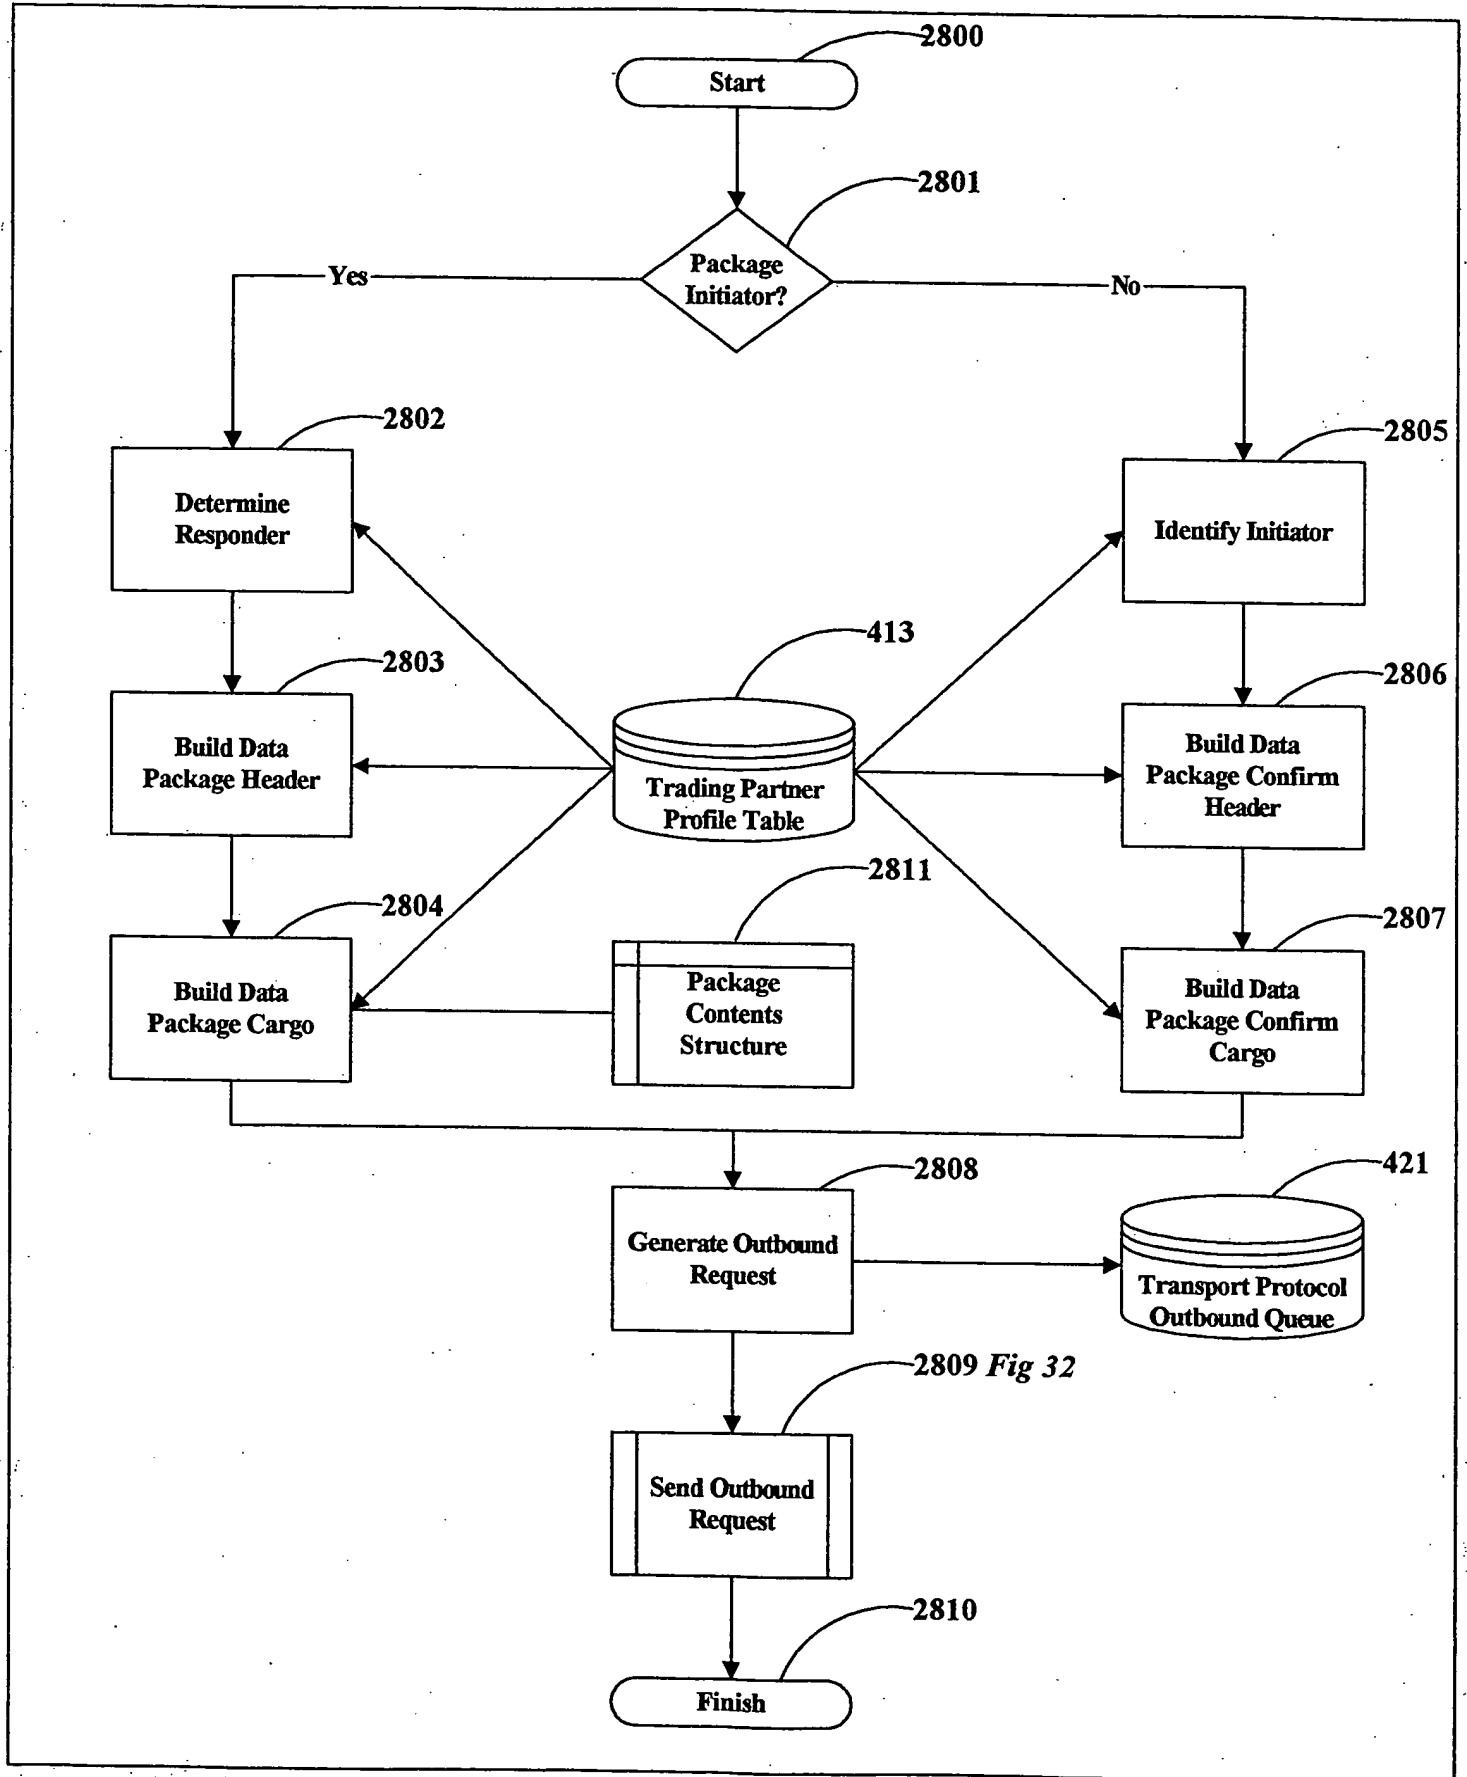 2800
Start
2801
Package
Initiator?
Yes
No
2802
Determine
Responder
2805
Identify Initiator
413
Trading Partner
Profile Table
2803
Build Data
Package Header
2806
Build Data
Package Confirm
Header
2811
Package
Contents
Structure
2804
Build Data
Package Cargo
2807
Build Data
Package Confirm
Cargo
2808
Generate Outbound
Request
421
Transport Protocol
Outbound Queue
2809 Fig 32
Send Outbound
Request
2810
Finish